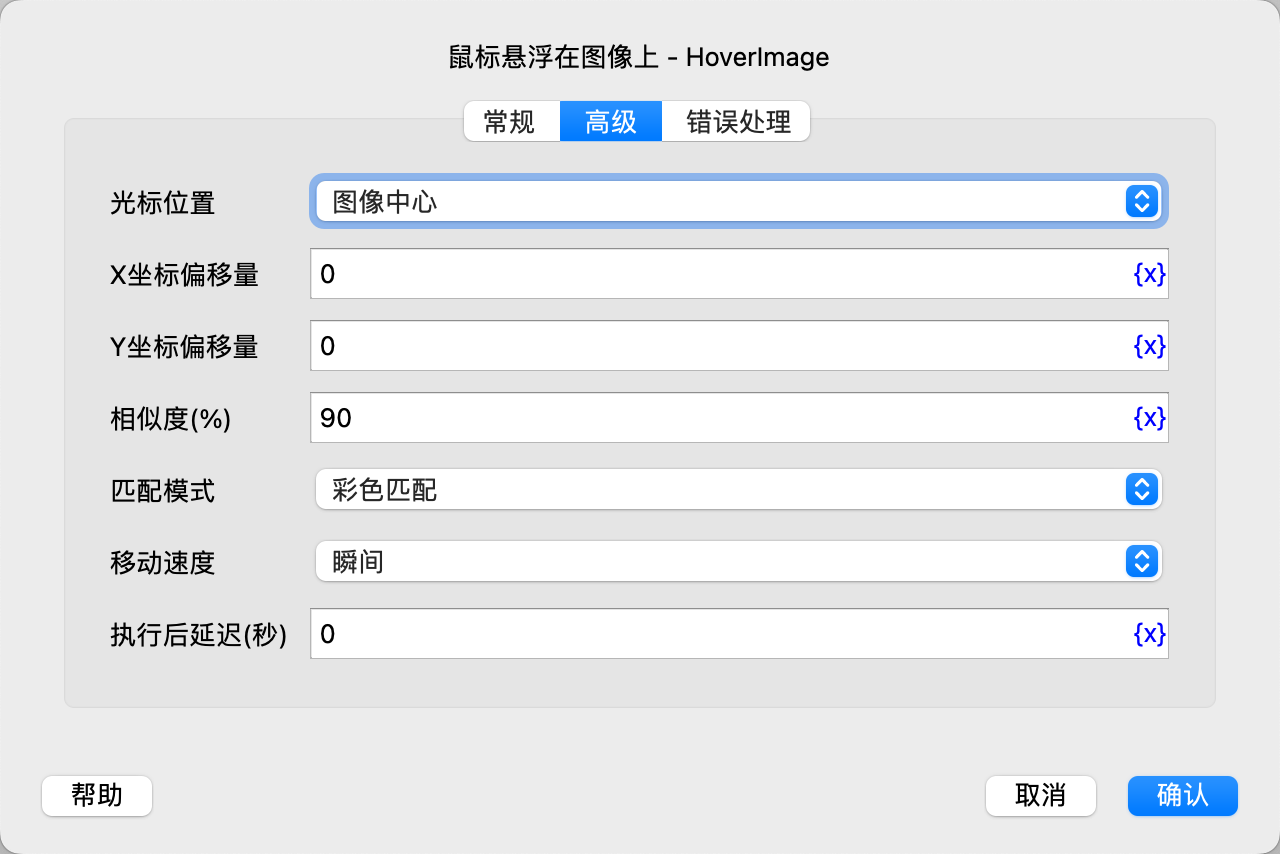 鼠标悬浮在图像上 - HoverImage
常规 高级 错误处理
光标位置 图像中心
X坐标偏移量 0 {x}
Y坐标偏移量 0 {x}
相似度(%) 90 {x}
匹配模式 彩色匹配
移动速度 瞬间
执行后延迟(秒) 0 {x}
帮助 取消 确认